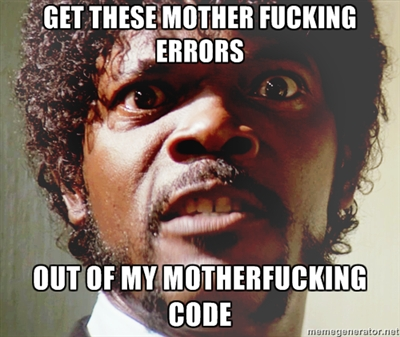 GET THESE MOTHER FUCKING
ERRORS
OUT OF MY MOTHERFUCKING
CODE
memegenerator.net